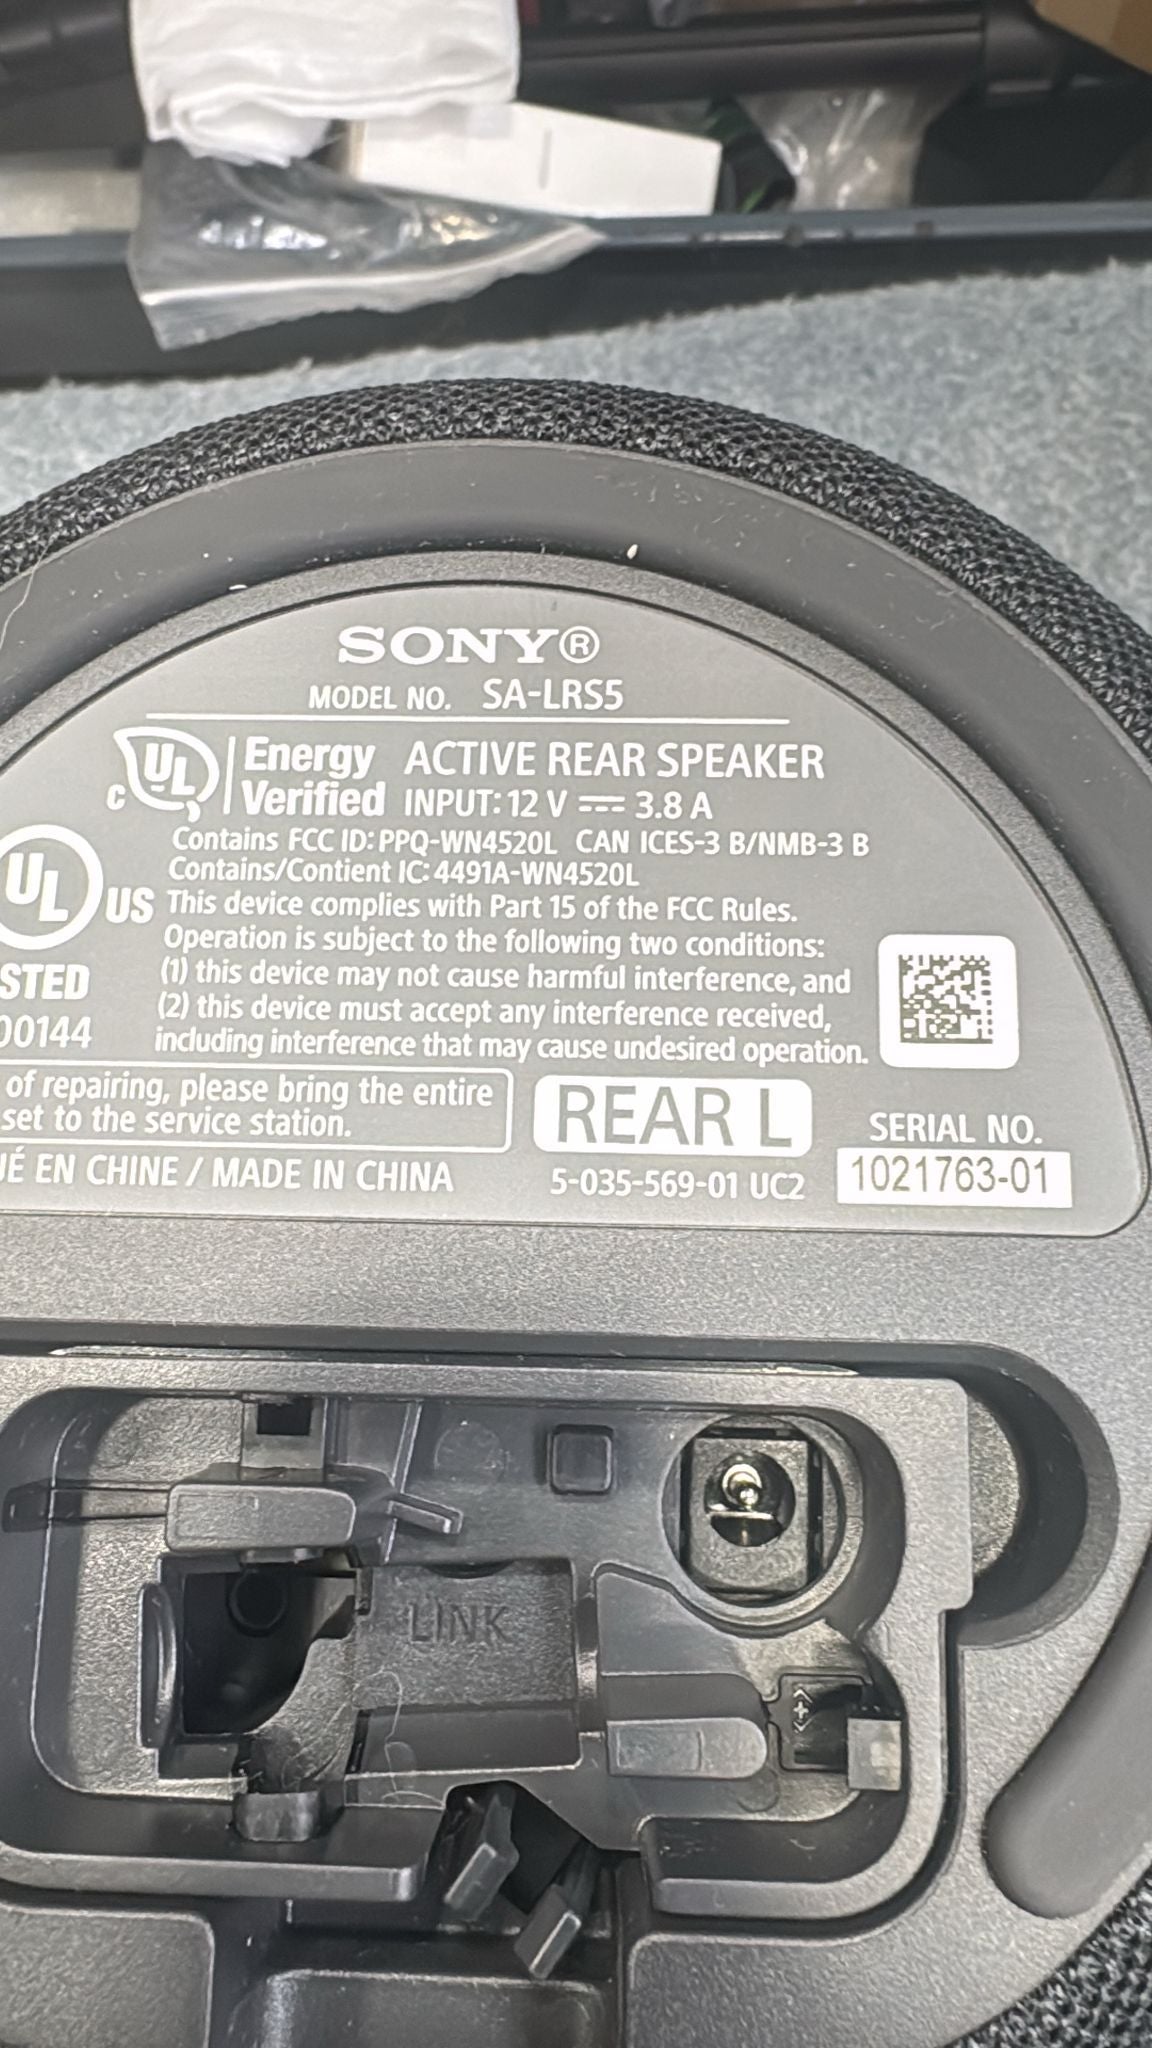 SONY®
MODEL NO. SA-LRS5
C UL Energy Verified
ACTIVE REAR SPEAKER
INPUT: 12 V ⎓ 3.8 A
Contains FCC ID: PPQ-WN4520L CAN ICES-3 B/NMB-3 B
Contains/Contient IC: 4491A-WN4520L
UL US
STED
00144
This device complies with Part 15 of the FCC Rules.
Operation is subject to the following two conditions:
(1) this device may not cause harmful interference, and
(2) this device must accept any interference received,
including interference that may cause undesired operation.
of repairing, please bring the entire
set to the service station.
REAR L
SERIAL NO.
É EN CHINE / MADE IN CHINA
5-035-569-01 UC2
1021763-01
LINK